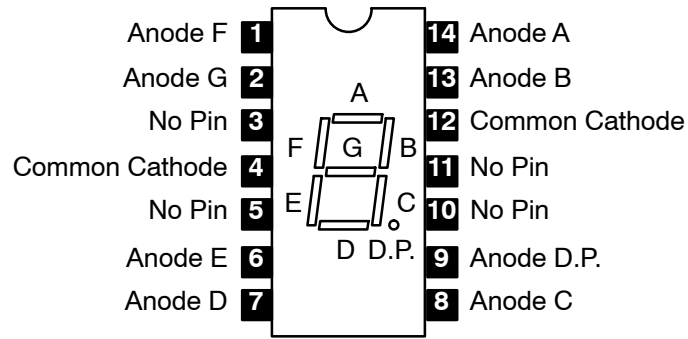 Anode F 1 14 Anode A
Anode G 2 13 Anode B
A
No Pin 3 12 Common Cathode
F G B
Common Cathode 4 11 No Pin
E C
No Pin 5 10 No Pin
D D.P.
Anode E 6 9 Anode D.P.
Anode D 7 8 Anode C